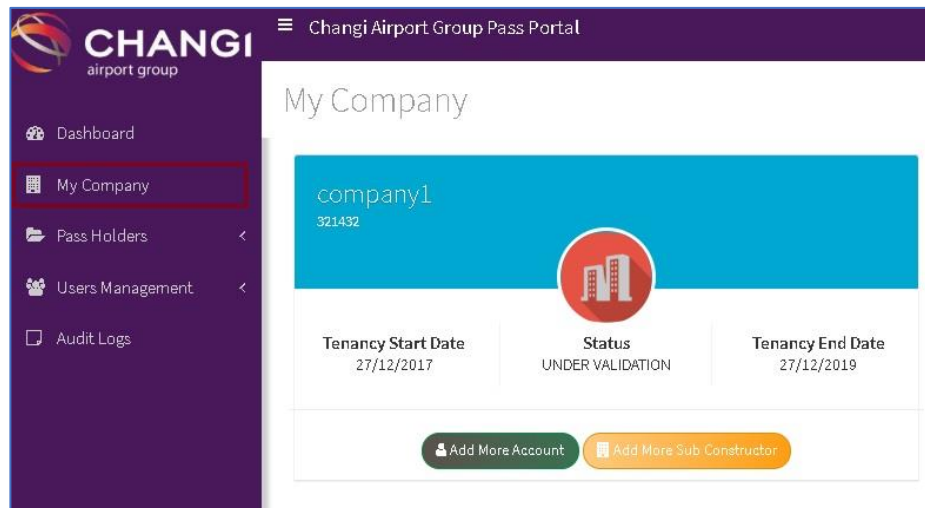 CHANGI
airport group
Changi Airport Group Pass Portal
Dashboard
My Company
Pass Holders
Users Management
Audit Logs
My Company
company1
321432
Tenancy Start Date
27/12/2017
Status
UNDER VALIDATION
Tenancy End Date
27/12/2019
Add More Account
Add More Sub Constructor